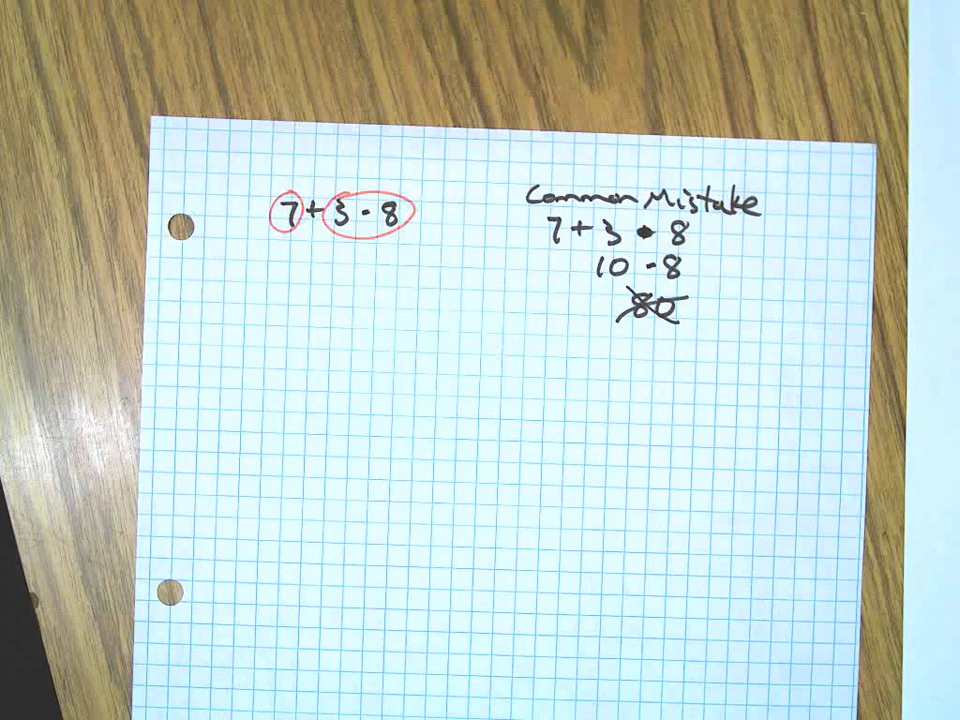 7 + 3 · 8
Common Mistake
7 + 3 · 8
10 · 8
80